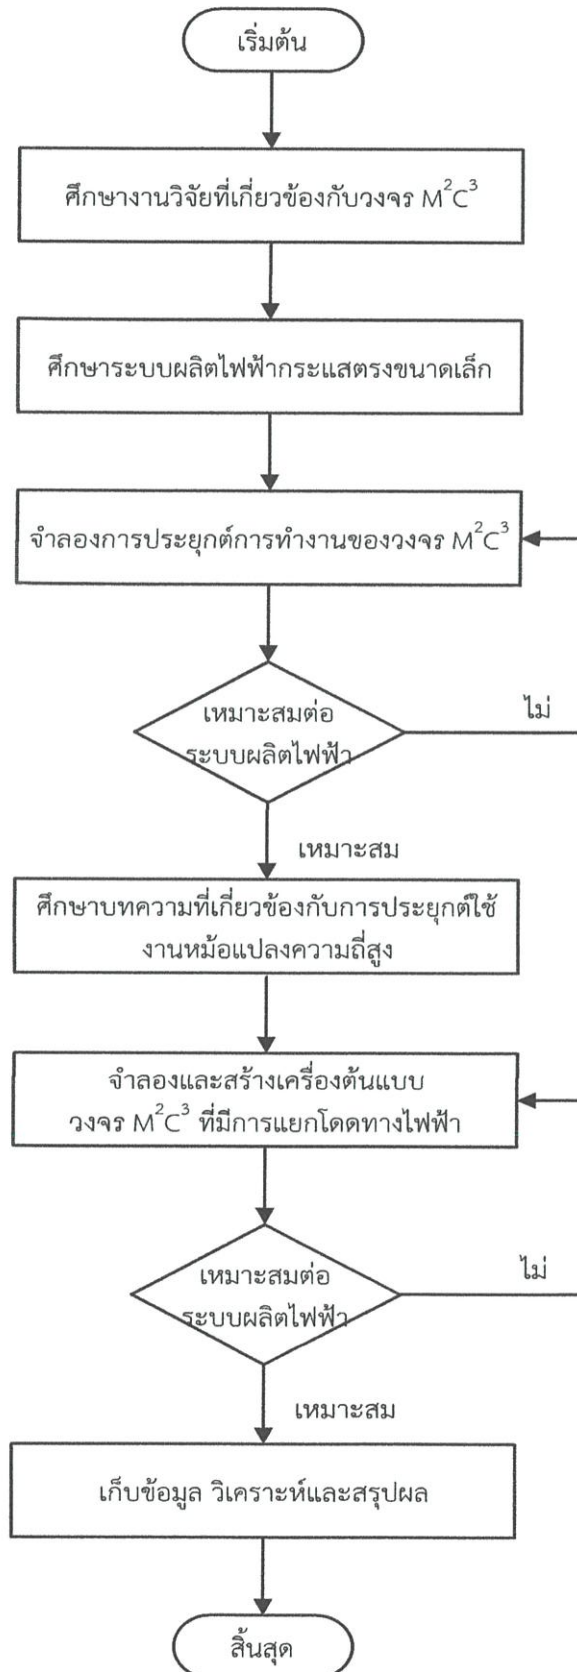 เริ่มต้น
ศึกษางานวิจัยที่เกี่ยวข้องกับวงจร M²C³
ศึกษาระบบผลิตไฟฟ้ากระแสตรงขนาดเล็ก
จำลองการประยุกต์การทำงานของวงจร M²C³
เหมาะสมต่อ
ระบบผลิตไฟฟ้า
ไม่
เหมาะสม
ศึกษาบทความที่เกี่ยวข้องกับการประยุกต์ใช้
งานหม้อแปลงความถี่สูง
จำลองและสร้างเครื่องต้นแบบ
วงจร M²C³ ที่มีการแยกโดดทางไฟฟ้า
เหมาะสมต่อ
ระบบผลิตไฟฟ้า
ไม่
เหมาะสม
เก็บข้อมูล วิเคราะห์และสรุปผล
สิ้นสุด